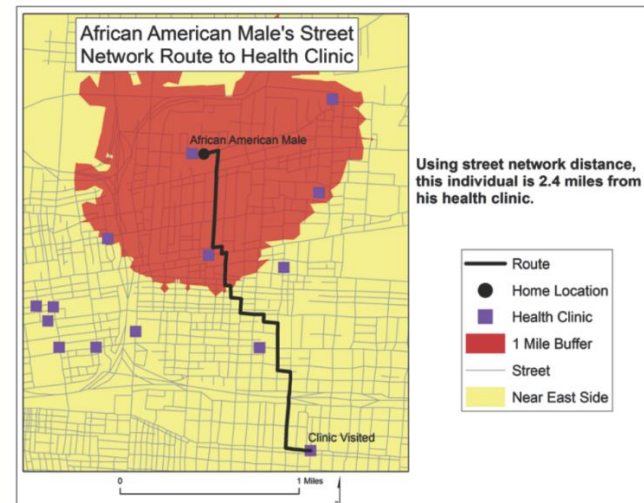 African American Male's Street
Network Route to Health Clinic
African American Male
Clinic Visited
0
1 Miles
Using street network distance,
this individual is 2.4 miles from
his health clinic.
Route
Home Location
Health Clinic
1 Mile Buffer
Street
Near East Side